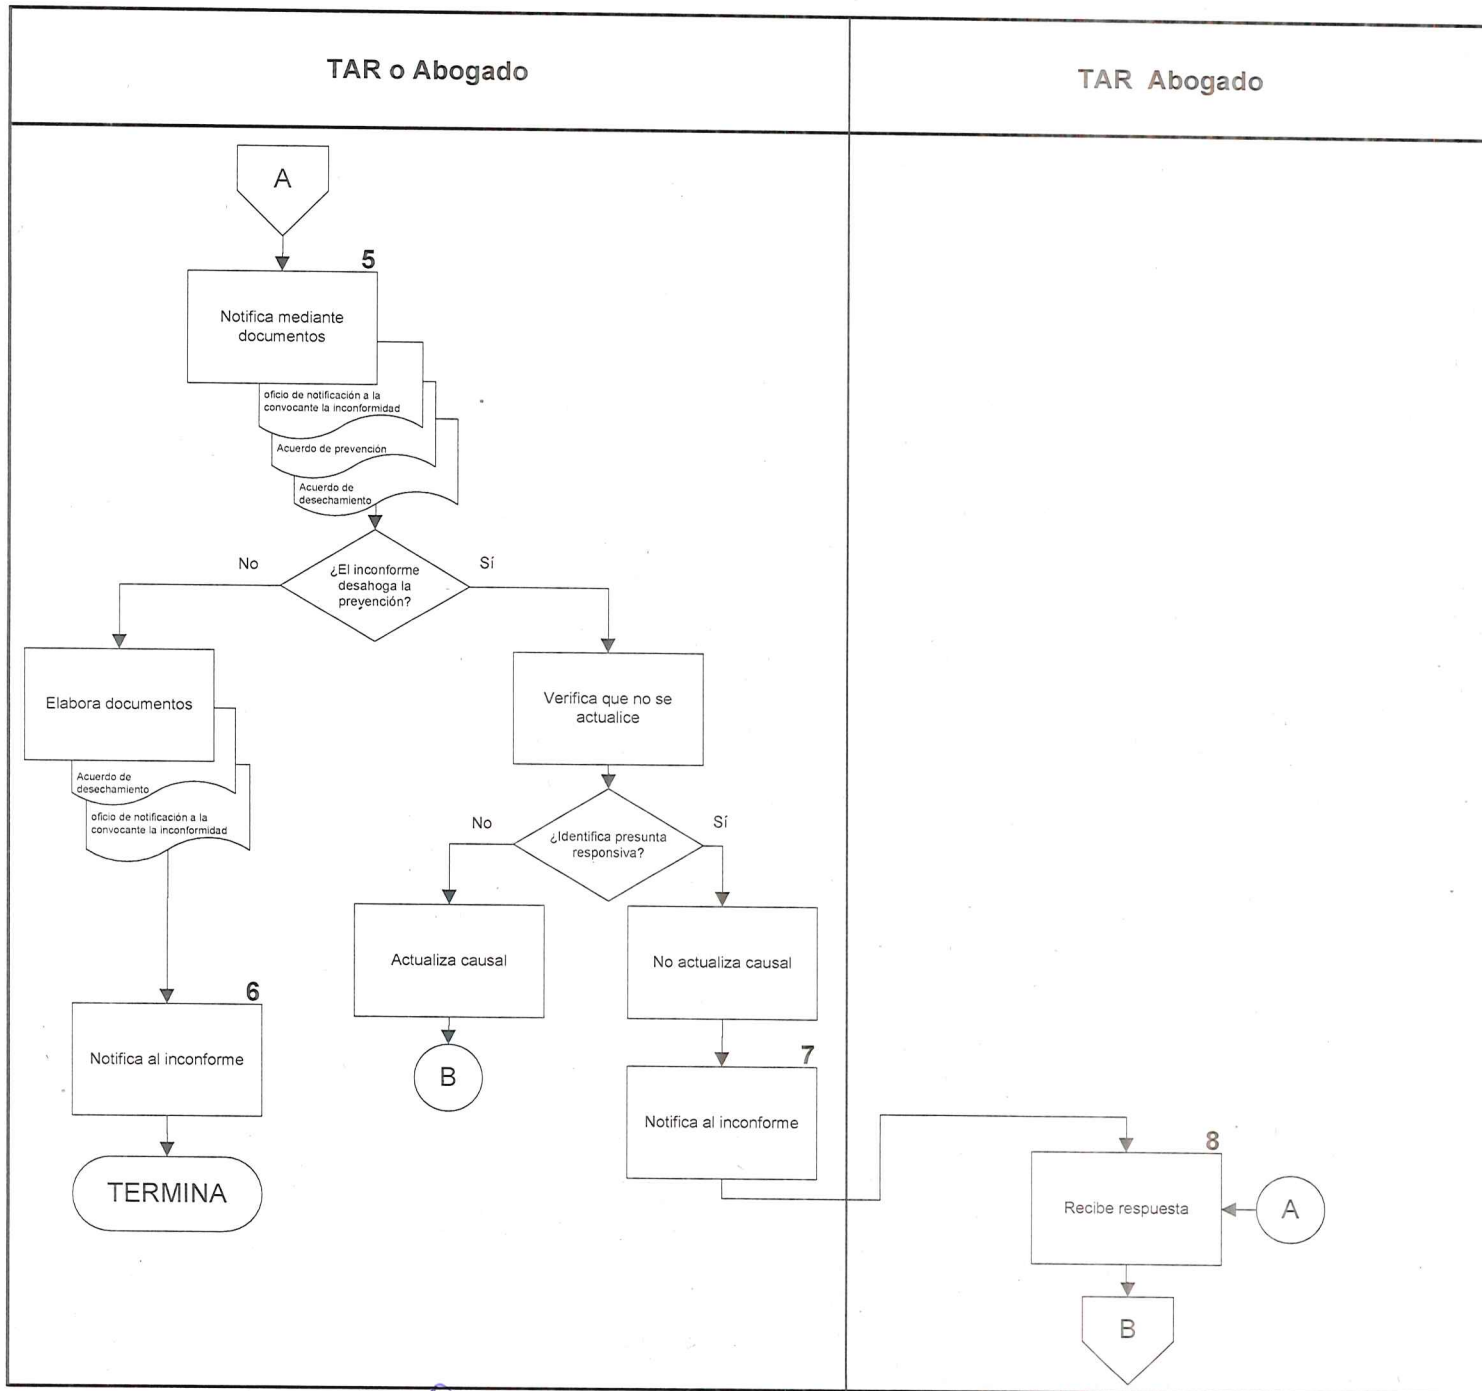 TAR o Abogado
TAR Abogado
A
5
Notifica mediante
documentos
oficio de notificación a la
convocante la inconformidad
Acuerdo de prevención
Acuerdo de
desechamiento
No
¿El inconforme
desahoga la
prevención?
Sí
Elabora documentos
Acuerdo de
desechamiento
oficio de notificación a la
convocante la inconformidad
Verifica que no se
actualice
No
¿Identifica presunta
responsiva?
Sí
Actualiza causal
No actualiza causal
6
Notifica al inconforme
B
7
Notifica al inconforme
TERMINA
8
Recibe respuesta
A
B